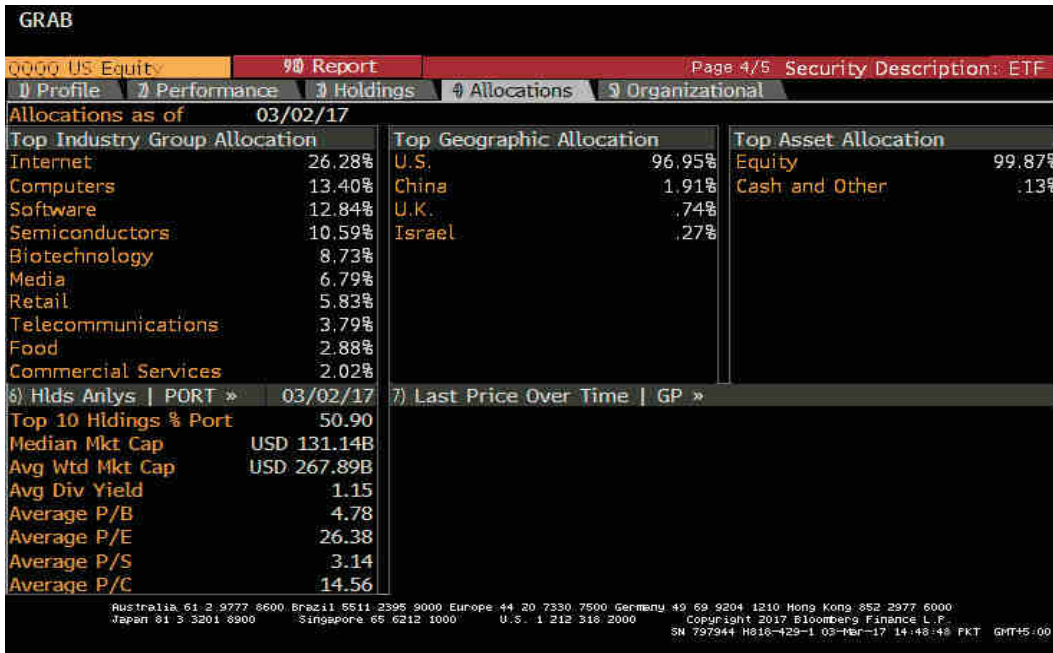 GRAB
QQQQ US Equity 90) Report Page 4/5 Security Description: ETF
1) Profile 2) Performance 3) Holdings 4) Allocations 5) Organizational
Allocations as of 03/02/17
Top Industry Group Allocation Top Geographic Allocation Top Asset Allocation
Internet 26.28% U.S. 96.95% Equity 99.87%
Computers 13.40% China 1.91% Cash and Other .13%
Software 12.84% U.K. .74%
Semiconductors 10.59% Israel .27%
Biotechnology 8.73%
Media 6.79%
Retail 5.83%
Telecommunications 3.79%
Food 2.88%
Commercial Services 2.02%
6) Hlds Anlys | PORT » 03/02/17 7) Last Price Over Time | GP »
Top 10 Hldings % Port 50.90
Median Mkt Cap USD 131.14B
Avg Wtd Mkt Cap USD 267.89B
Avg Div Yield 1.15
Average P/B 4.78
Average P/E 26.38
Average P/S 3.14
Average P/C 14.56
Australia 61 2 9777 8600 Brazil 5511 2395 9000 Europe 44 20 7330 7500 Germany 49 69 9204 1210 Hong Kong 852 2977 6000
Japan 81 3 3201 8900 Singapore 65 6212 1000 U.S. 1 212 318 2000 Copyright 2017 Bloomberg Finance L.P.
SN 797944 H818-429-1 03-Mar-17 14:48:48 PKT GMT+5:00